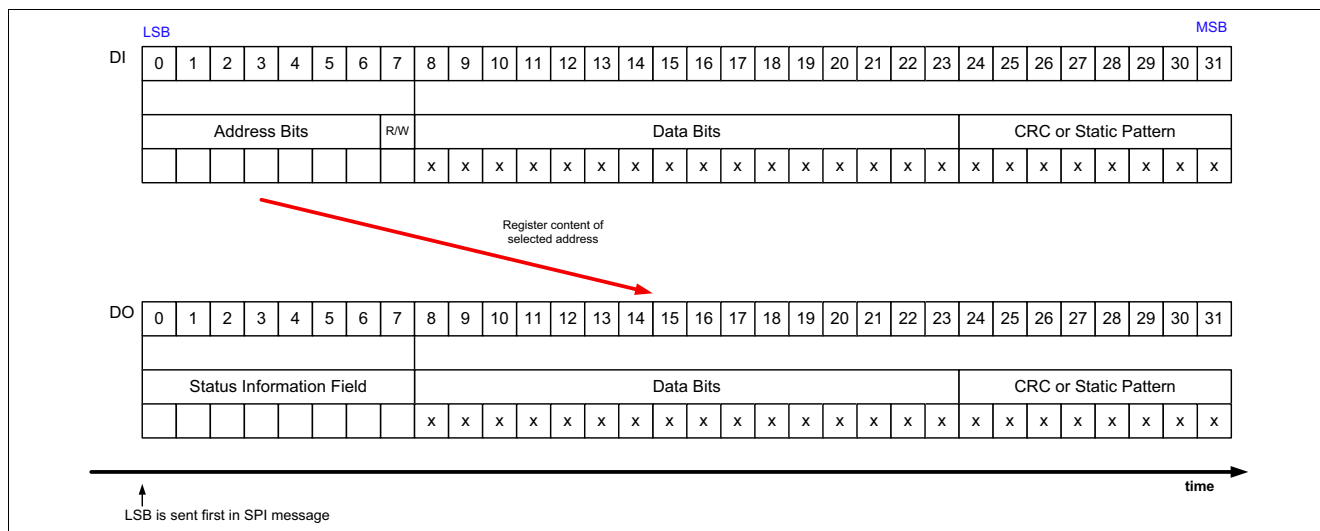 LSB MSB
DI 0 1 2 3 4 5 6 7 8 9 10 11 12 13 14 15 16 17 18 19 20 21 22 23 24 25 26 27 28 29 30 31
Address Bits R/W Data Bits CRC or Static Pattern
x x x x x x x x x x x x x x x x x x x x x x x x
Register content of
selected address
DO 0 1 2 3 4 5 6 7 8 9 10 11 12 13 14 15 16 17 18 19 20 21 22 23 24 25 26 27 28 29 30 31
Status Information Field Data Bits CRC or Static Pattern
x x x x x x x x x x x x x x x x x x x x x x x x
time
LSB is sent first in SPI message